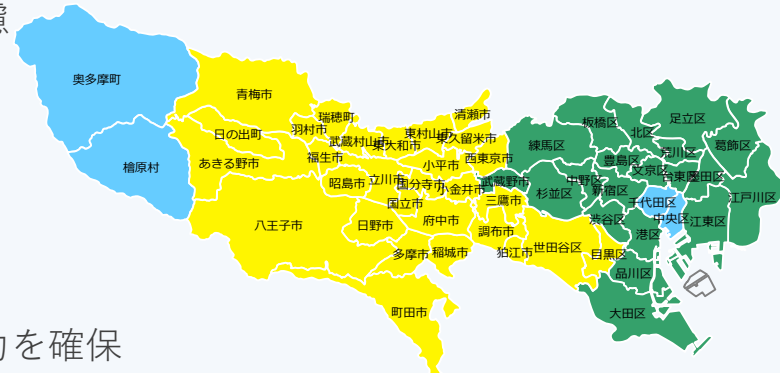 慮
奥多摩町
檜原村
青梅市
瑞穂町
羽村市
日の出町
あきる野市
福生市
武蔵村山市
東大和市
東村山市
清瀬市
東久留米市
西東京市
小平市
昭島市
立川市
国分寺市
小金井市
武蔵野市
三鷹市
国立市
府中市
日野市
八王子市
調布市
狛江市
多摩市
稲城市
町田市
世田谷区
目黒区
練馬区
板橋区
北区
足立区
荒川区
葛飾区
豊島区
文京区
台東区
墨田区
中野区
杉並区
新宿区
千代田区
中央区
江東区
江戸川区
渋谷区
港区
品川区
大田区
力を確保